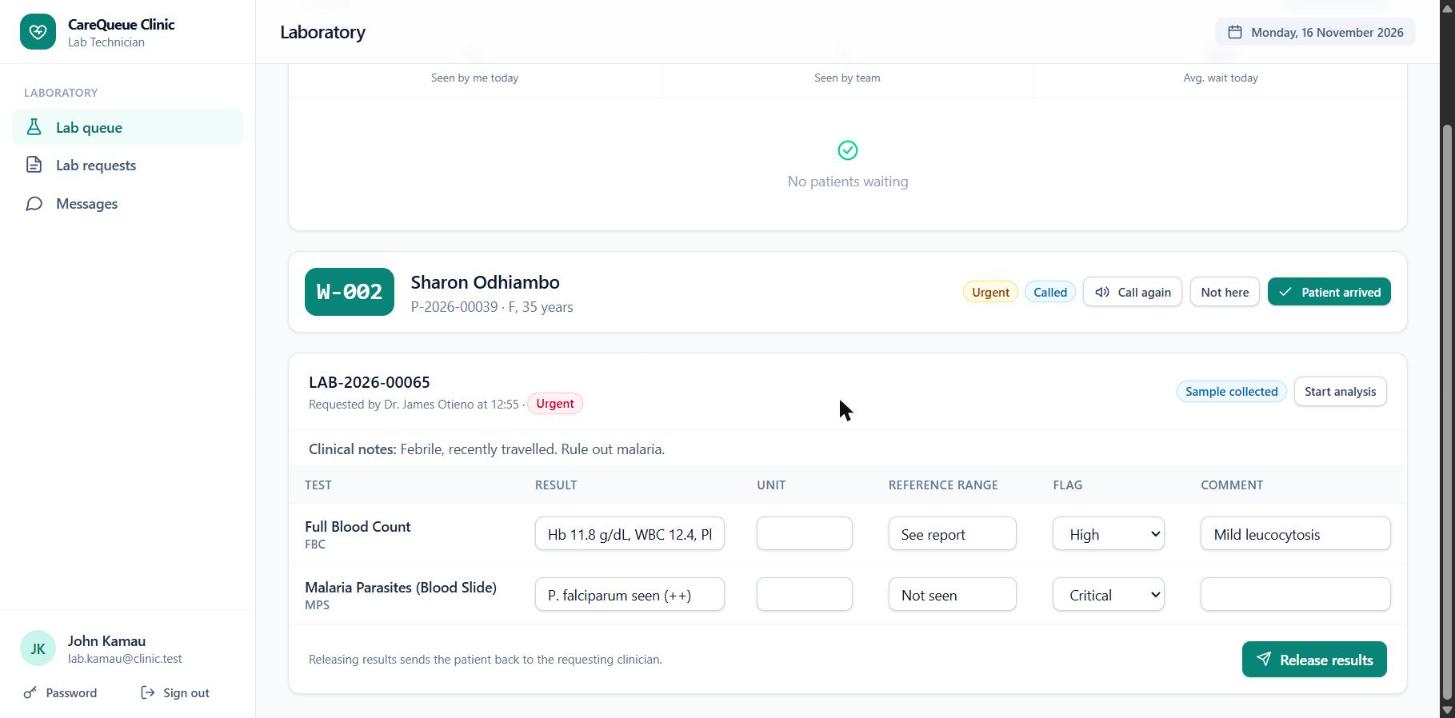 CareQueue Clinic
Lab Technician
LABORATORY
Lab queue
Lab requests
Messages
JK
John Kamau
lab.kamau@clinic.test
Password
Sign out
Laboratory
Monday, 16 November 2026
Seen by me today
Seen by team
Avg. wait today
No patients waiting
W-002
Sharon Odhiambo
P-2026-00039 · F, 35 years
Urgent
Called
Call again
Not here
Patient arrived
LAB-2026-00065
Requested by Dr. James Otieno at 12:55 · Urgent
Sample collected
Start analysis
Clinical notes: Febrile, recently travelled. Rule out malaria.
TEST RESULT UNIT REFERENCE RANGE FLAG COMMENT
Full Blood Count
FBC
Hb 11.8 g/dL, WBC 12.4, Pl
See report
High
Mild leucocytosis
Malaria Parasites (Blood Slide)
MPS
P. falciparum seen (++)
Not seen
Critical
Releasing results sends the patient back to the requesting clinician.
Release results